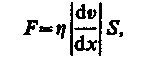 F = η |dv/dx| S,